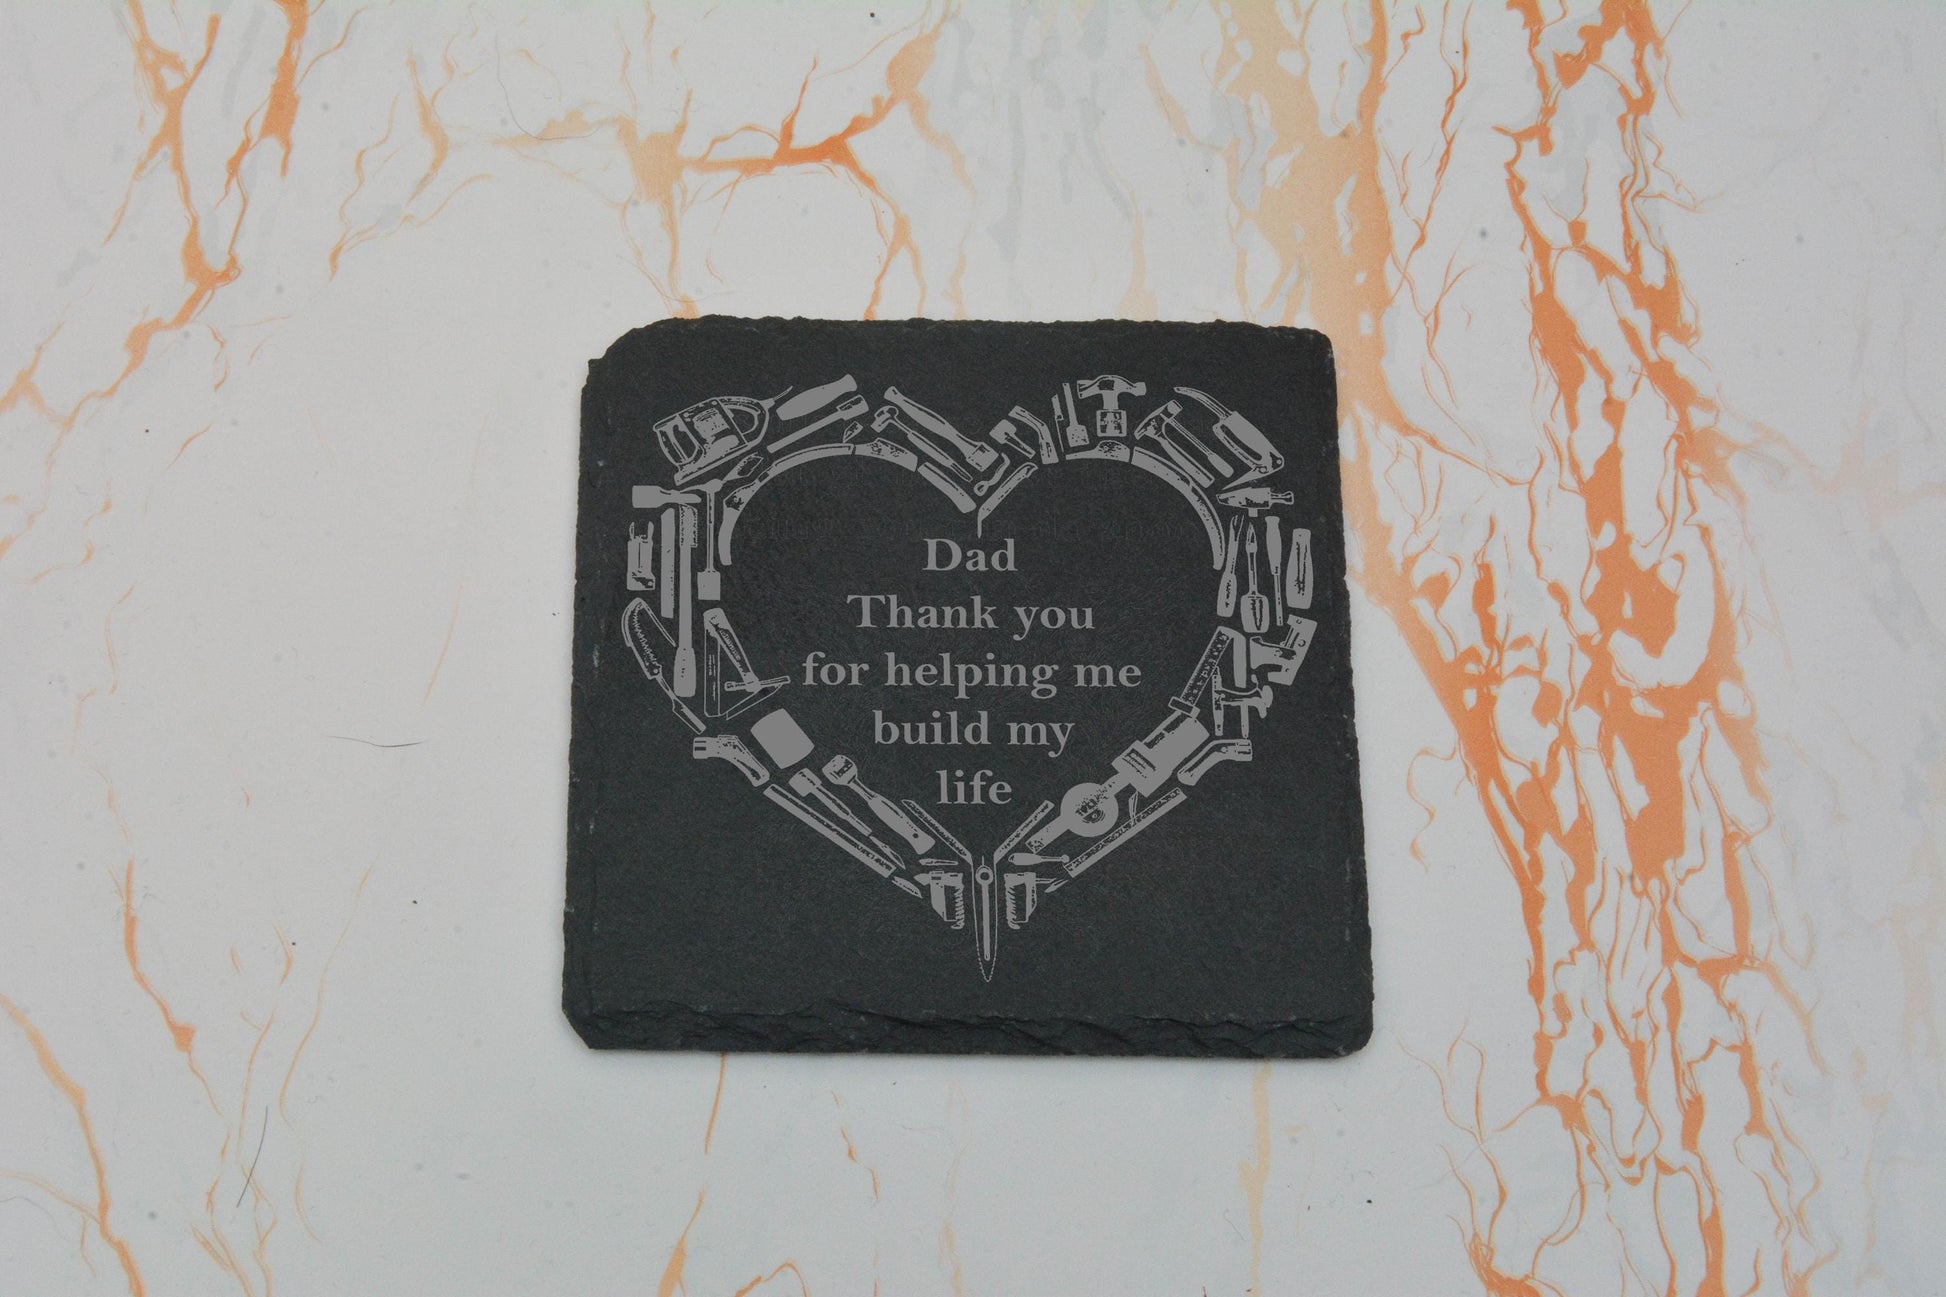 Dad
Thank you
for helping me
build my
life